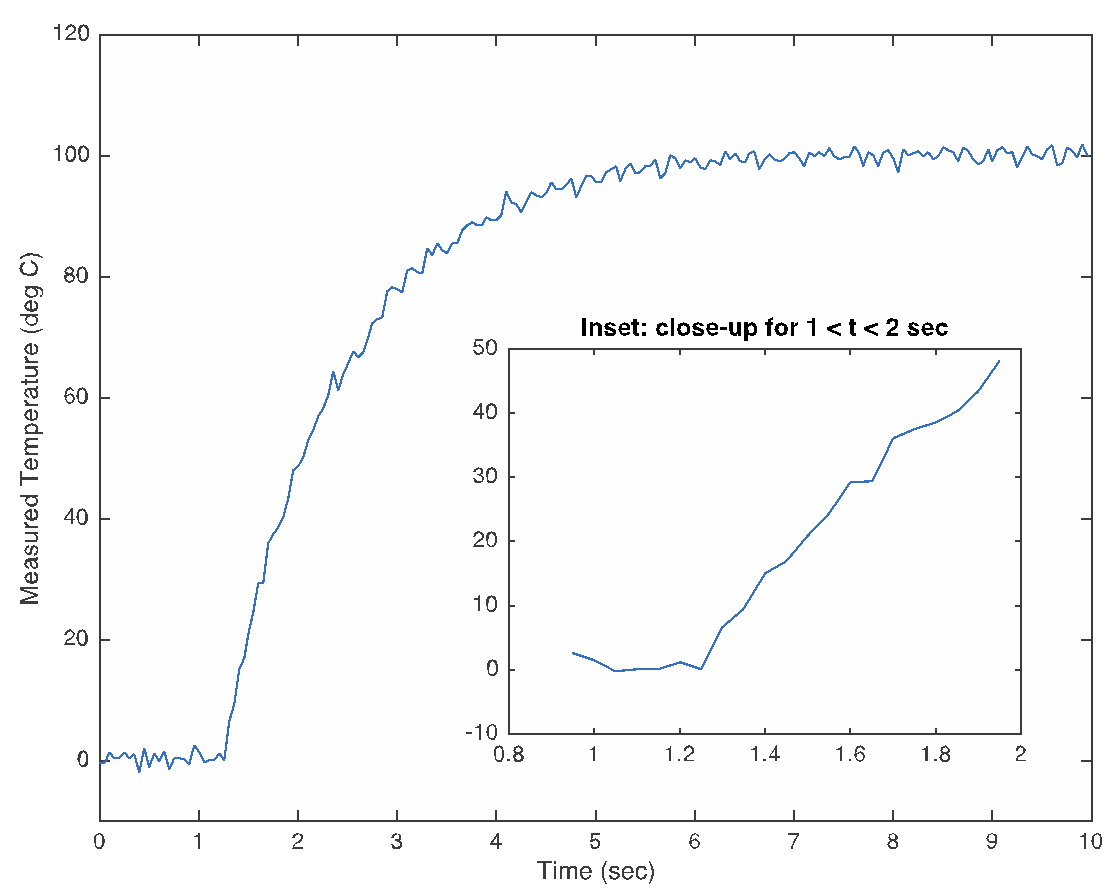 120
100
80
60
40
20
0
Measured Temperature (deg C)
0 1 2 3 4 5 6 7 8 9 10
Time (sec)
Inset: close-up for 1 < t < 2 sec
50
40
30
20
10
0
-10
0.8 1 1.2 1.4 1.6 1.8 2